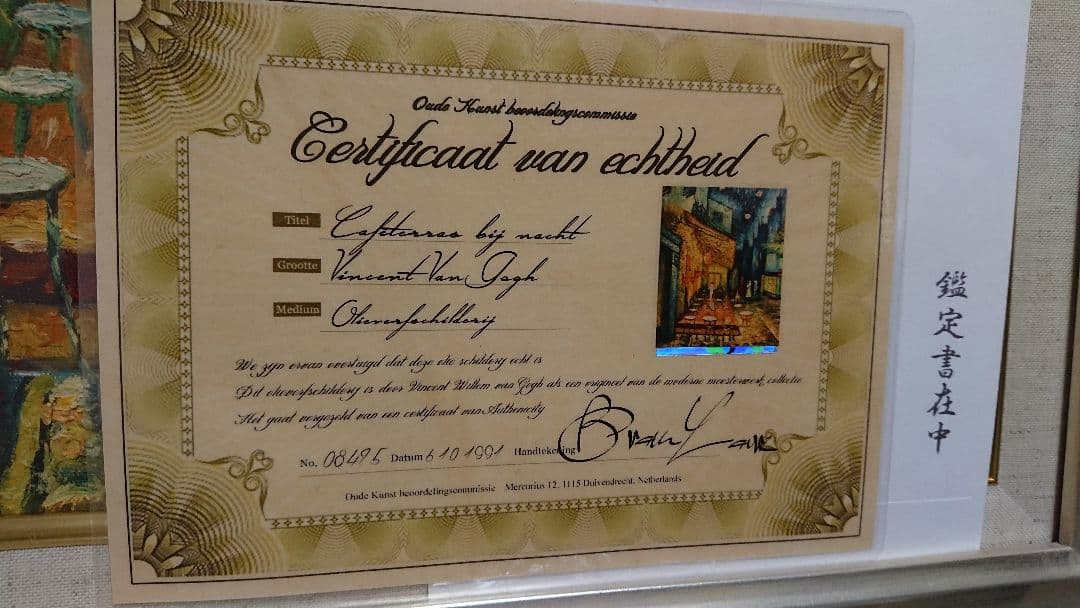 Oude Kunst beoordelingscommissie
Certificaat van echtheid
Titel Cafeterras bij nacht
Grootte Vincent Van Gogh
Medium Olieverfschilderij
We zijn ervan overtuigd dat deze olie schilderij echt is
Dit olieverfschilderij is door Vincent Willem van Gogh als een origineel van de moderne meesterwerk, collectie
Het gaat vergezeld van een certificaat van Authenticity
No. 08495 Datum 6 10 1991 Handtekening
Oude Kunst beoordelingscommissie Mercurius 12. 1115 Duivendrecht. Netherlands
鑑定書在中